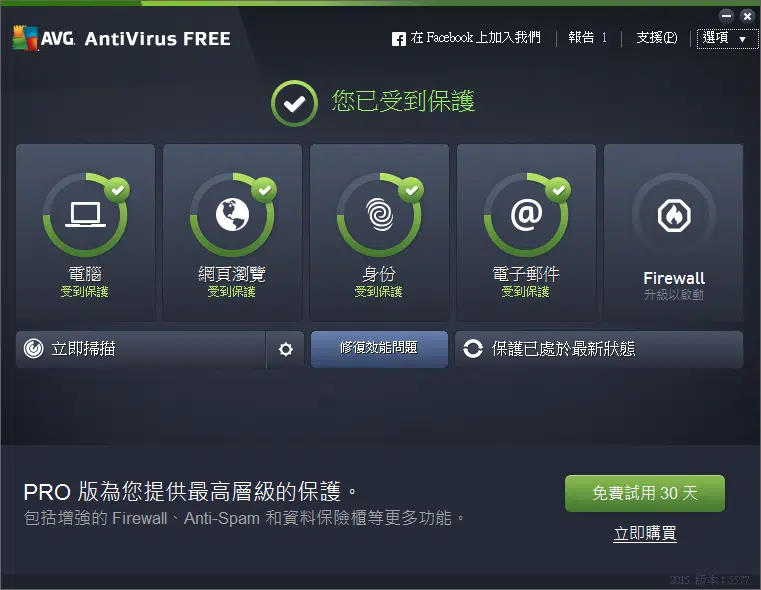 AVG AntiVirus FREE
在 Facebook 上加入我們 報告 1 支援(P) 選項
您已受到保護
電腦 網頁瀏覽 身份 電子郵件 Firewall
受到保護 受到保護 受到保護 受到保護 升級以啟動
立即掃描 修復效能問題 保護已處於最新狀態
PRO 版為您提供最高層級的保護。
免費試用 30 天
包括增強的 Firewall、Anti-Spam 和資料保險櫃等更多功能。
立即購買
2015 版本：5577